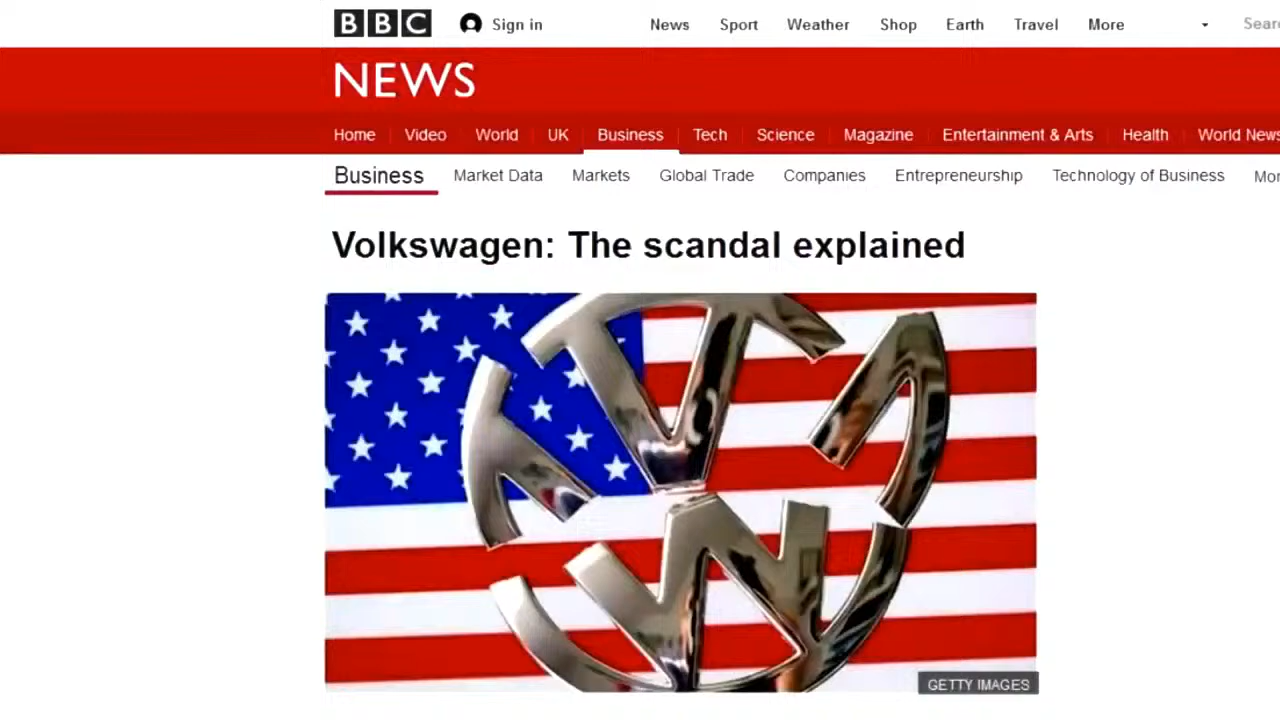 BBC Sign in News Sport Weather Shop Earth Travel More
NEWS
Home Video World UK Business Tech Science Magazine Entertainment & Arts Health World News
Business Market Data Markets Global Trade Companies Entrepreneurship Technology of Business
Volkswagen: The scandal explained
GETTY IMAGES